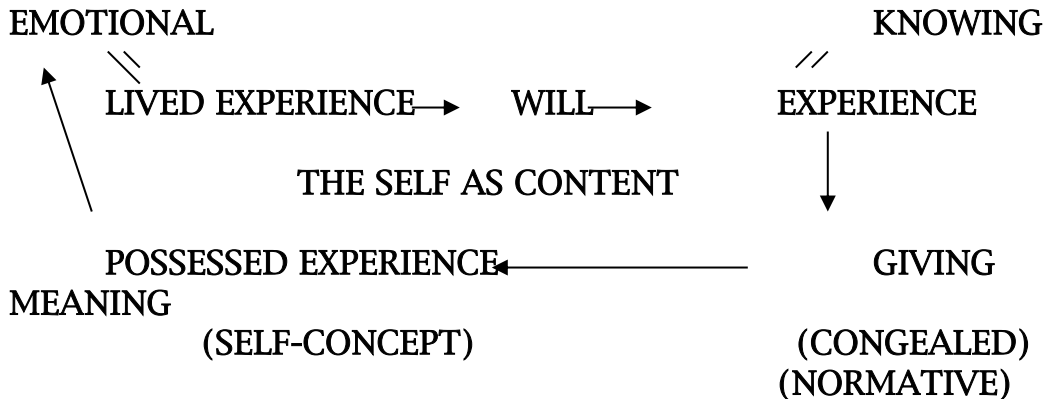 EMOTIONAL KNOWING
LIVED EXPERIENCE WILL EXPERIENCE
THE SELF AS CONTENT
POSSESSED EXPERIENCE GIVING
MEANING
(SELF-CONCEPT) (CONGEALED)
(NORMATIVE)